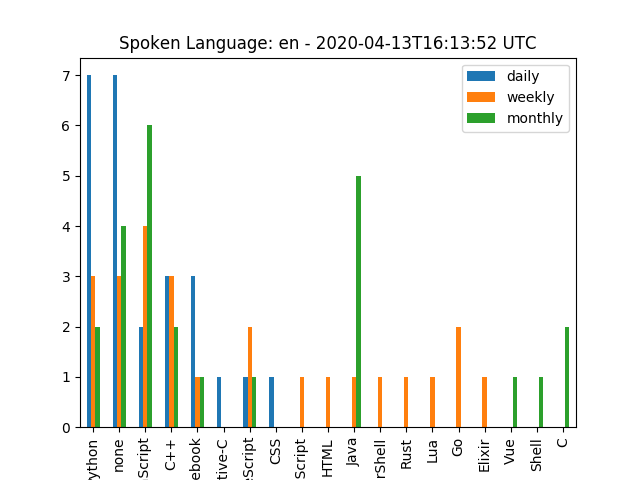 Spoken Language: en - 2020-04-13T16:13:52 UTC
7
6
5
4
3
2
1
0
daily
weekly
monthly
ython
none
Script
C++
ebook
tive-C
eScript
CSS
Script
HTML
Java
rShell
Rust
Lua
Go
Elixir
Vue
Shell
C